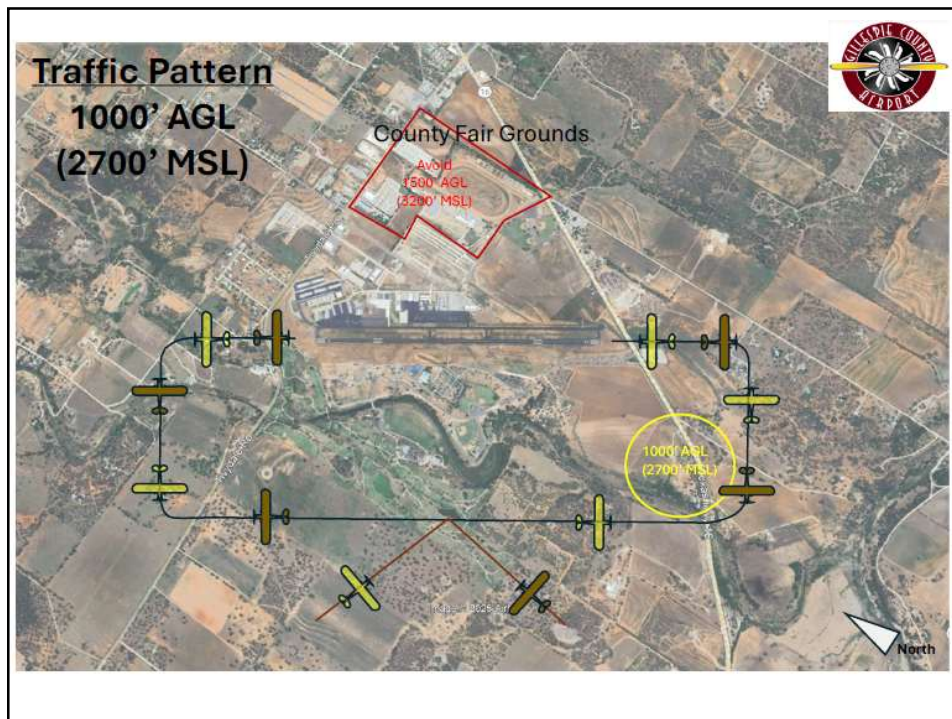 Traffic Pattern
1000' AGL
(2700' MSL)
GILLESPIE COUNTY
AIRPORT
16
County Fair Grounds
Avoid
1500' AGL
(3200' MSL)
1000' AGL
(2700' MSL)
North